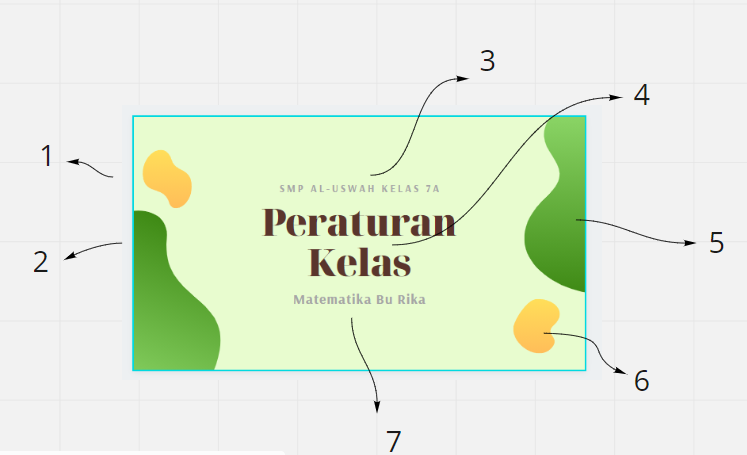 3
4
1
SMP AL-USWAH KELAS 7A
Peraturan
Kelas
5
2
Matematika Bu Rika
6
7